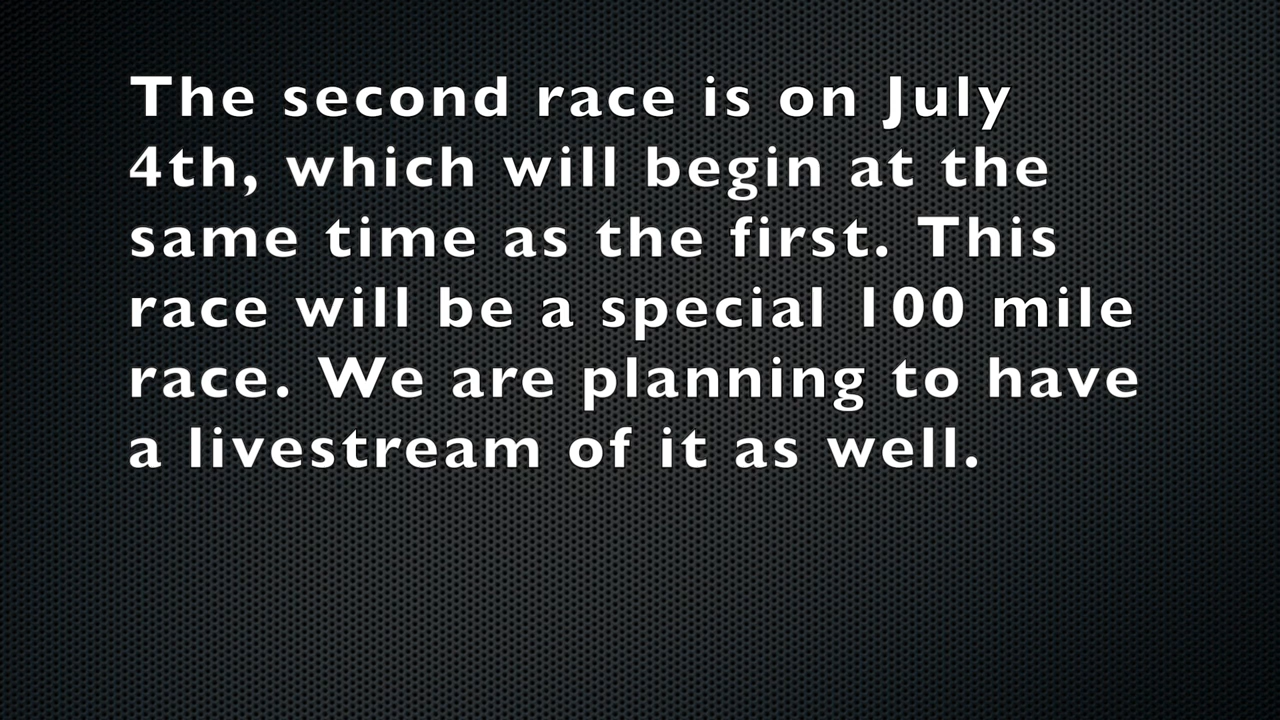 The second race is on July
4th, which will begin at the
same time as the first. This
race will be a special 100 mile
race. We are planning to have
a livestream of it as well.